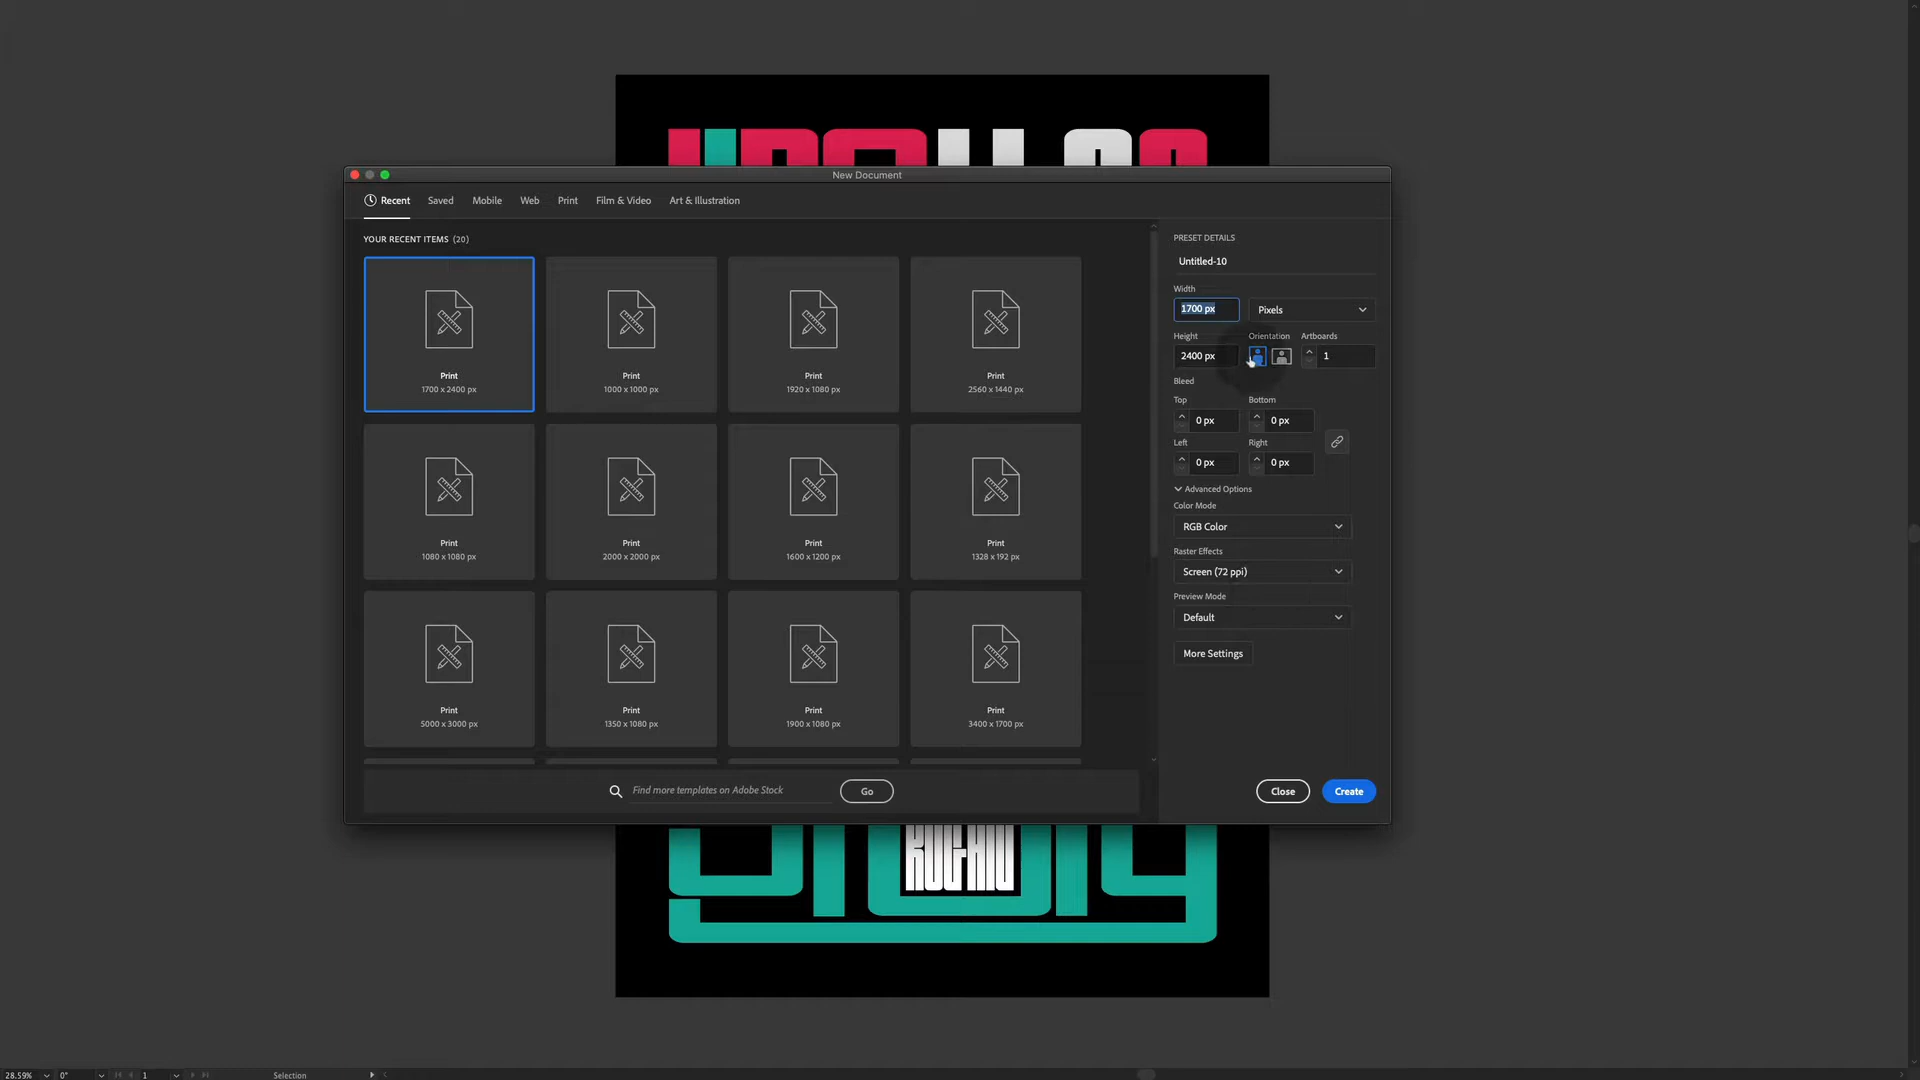 New Document
Recent
Saved
Mobile
Web
Print
Film & Video
Art & Illustration
YOUR RECENT ITEMS (20)
Print
1700 x 2400 px
Print
1000 x 1000 px
Print
1920 x 1080 px
Print
2560 x 1440 px
Print
1080 x 1080 px
Print
2000 x 2000 px
Print
1600 x 1200 px
Print
1328 x 192 px
Print
5000 x 3000 px
Print
1350 x 1080 px
Print
1900 x 1080 px
Print
3400 x 1700 px
Find more templates on Adobe Stock
Go
PRESET DETAILS
Untitled-10
Width
1700 px
Pixels
Height
Orientation
Artboards
2400 px
1
Bleed
Top
Bottom
0 px
0 px
Left
Right
0 px
0 px
Advanced Options
Color Mode
RGB Color
Raster Effects
Screen (72 ppi)
Preview Mode
Default
More Settings
Close
Create
28.59%
0°
1
Selection